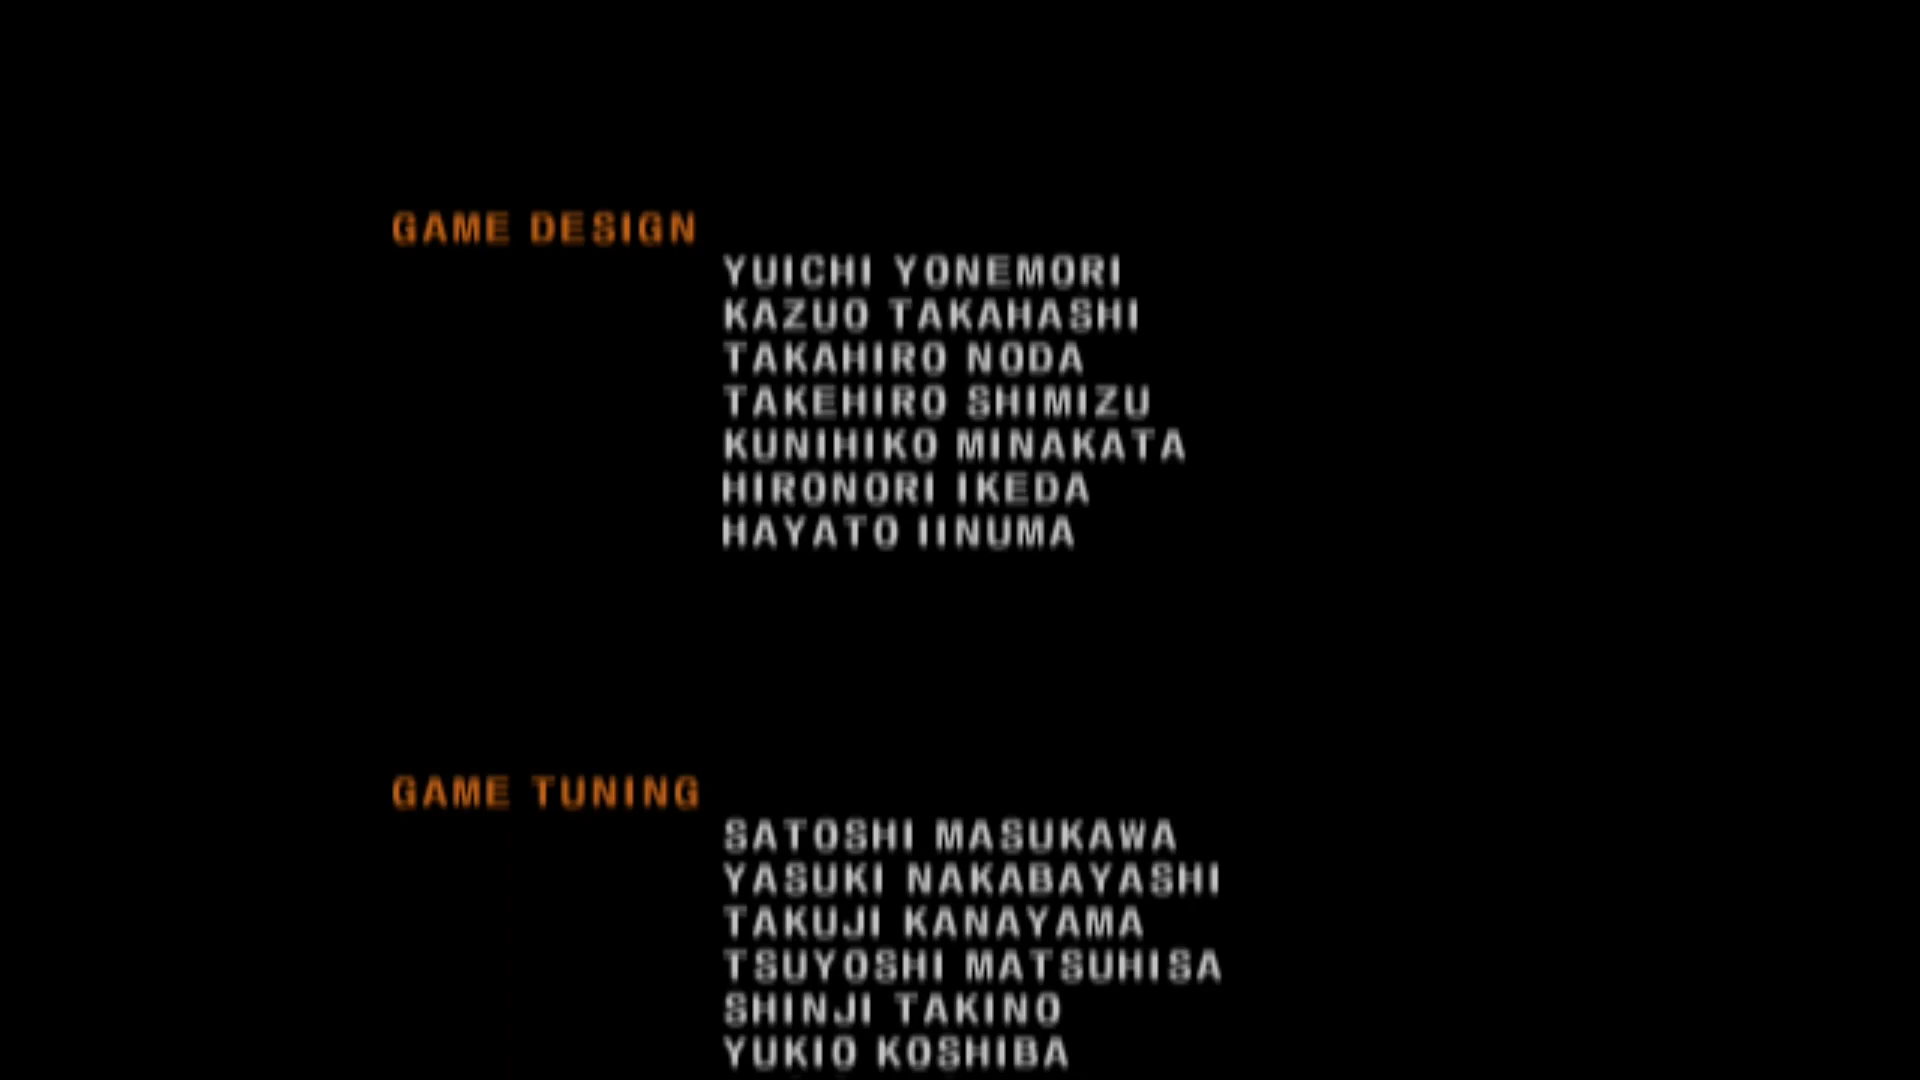 GAME DESIGN
YUICHI YONEMORI
KAZUO TAKAHASHI
TAKAHIRO NODA
TAKEHIRO SHIMIZU
KUNIHIKO MINAKATA
HIRONORI IKEDA
HAYATO IINUMA
GAME TUNING
SATOSHI MASUKAWA
YASUKI NAKABAYASHI
TAKUJI KANAYAMA
TSUYOSHI MATSUHISA
SHINJI TAKINO
YUKIO KOSHIBA